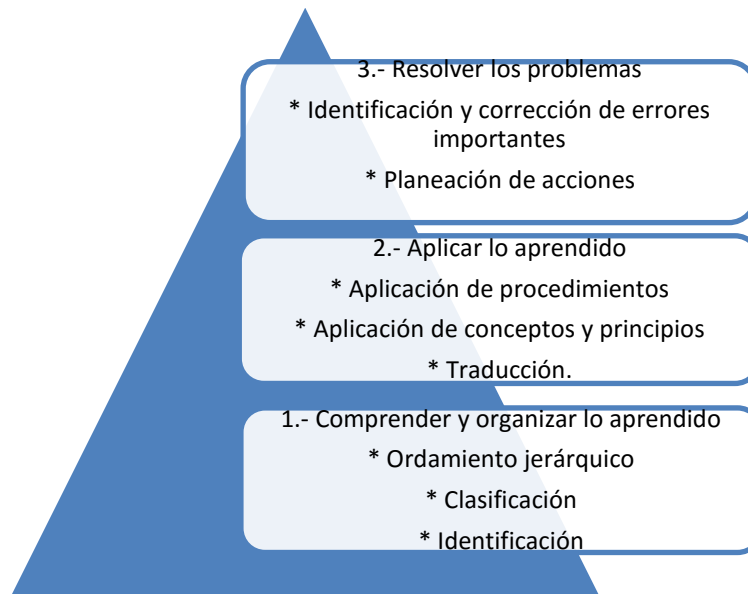 3.- Resolver los problemas
* Identificación y corrección de errores
importantes
* Planeación de acciones
2.- Aplicar lo aprendido
* Aplicación de procedimientos
* Aplicación de conceptos y principios
* Traducción.
1.- Comprender y organizar lo aprendido
* Ordamiento jerárquico
* Clasificación
* Identificación